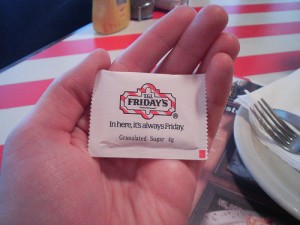 T.G.I.
FRIDAY'S
®
In here, it's always Friday.
Granulated Sugar 4g